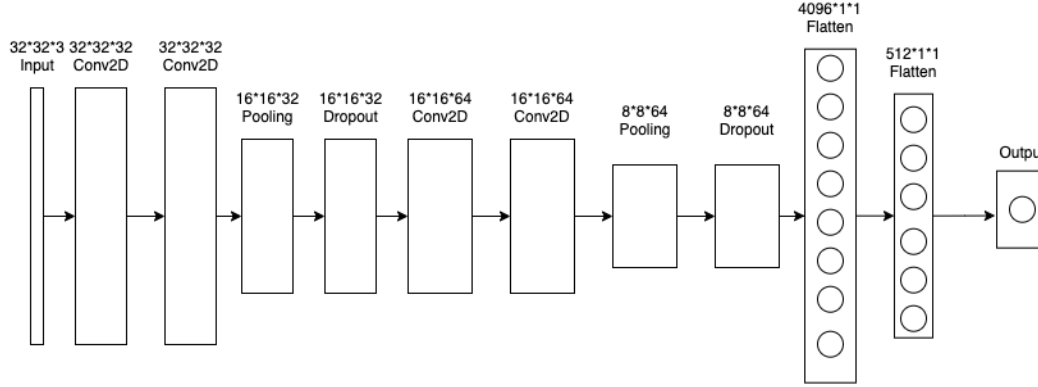 32*32*3
Input
32*32*32
Conv2D
32*32*32
Conv2D
16*16*32
Pooling
16*16*32
Dropout
16*16*64
Conv2D
16*16*64
Conv2D
8*8*64
Pooling
8*8*64
Dropout
4096*1*1
Flatten
512*1*1
Flatten
Output